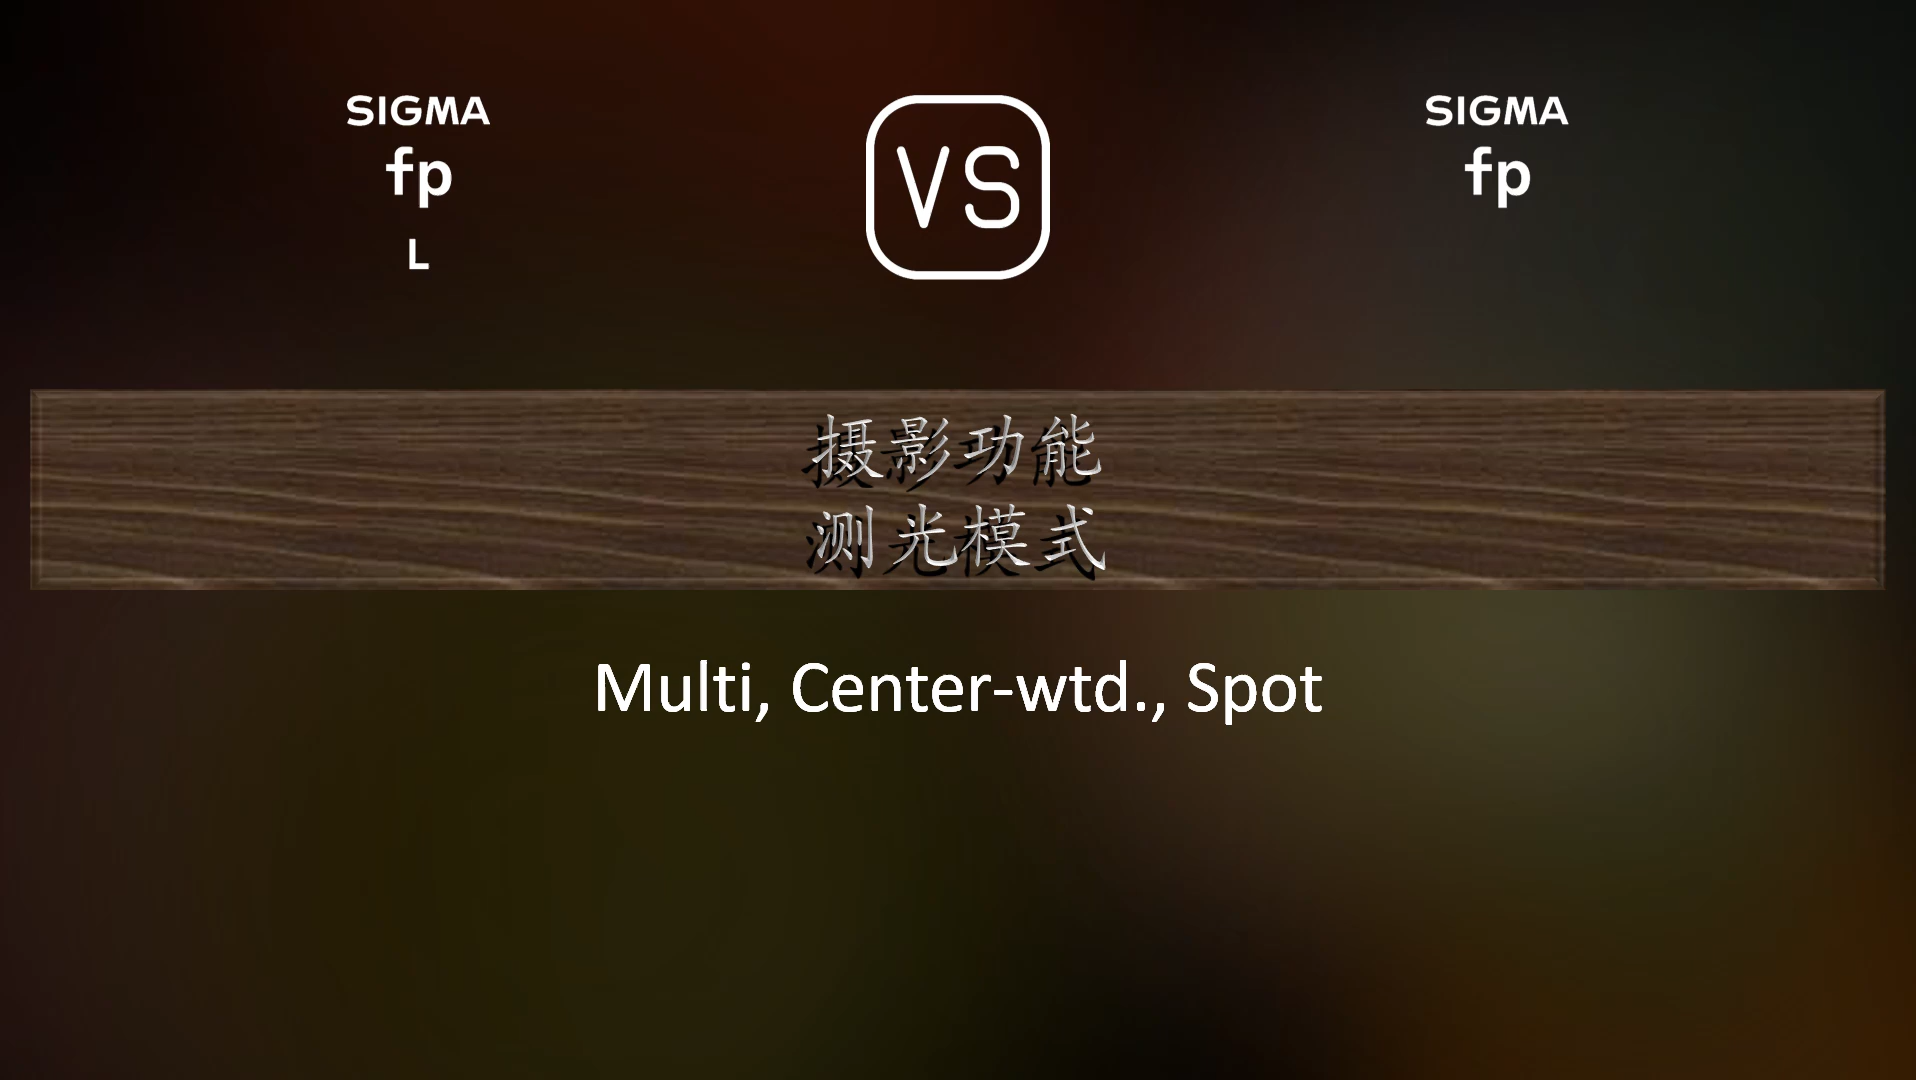 SIGMA
fp
L
VS
SIGMA
fp
摄影功能
测光模式
Multi, Center-wtd., Spot